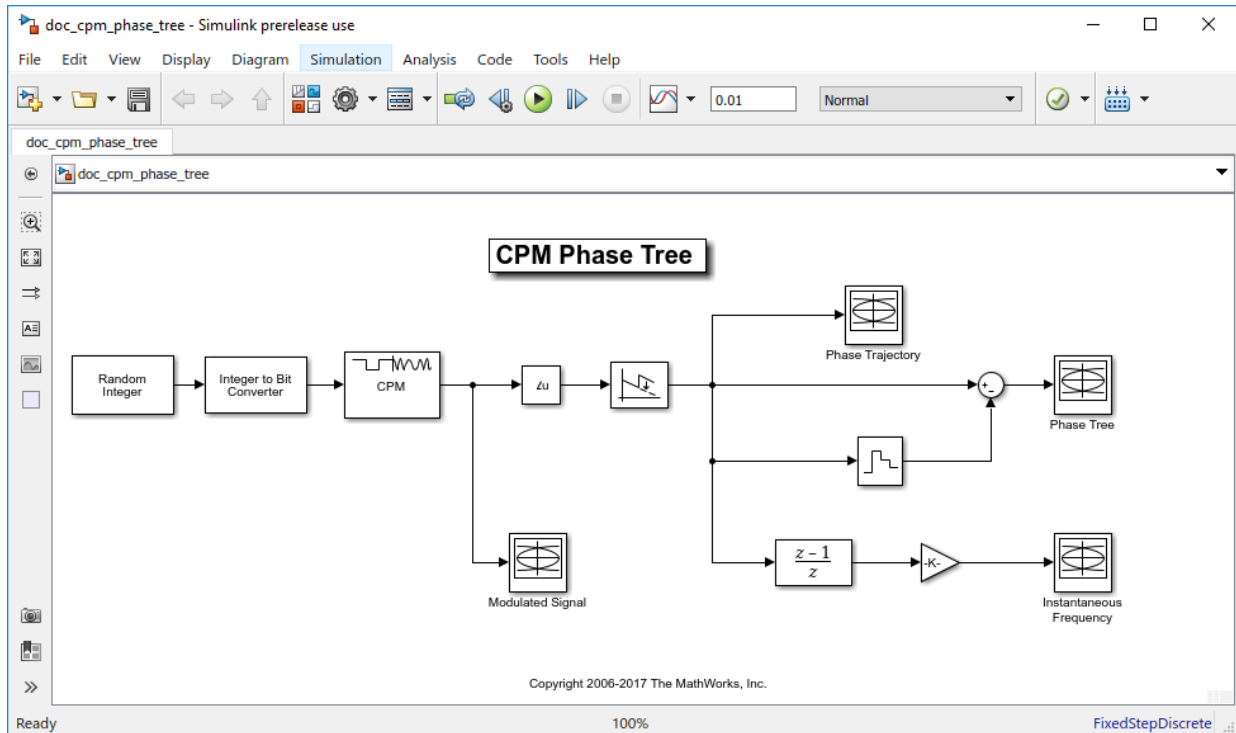 doc_cpm_phase_tree - Simulink prerelease use
File Edit View Display Diagram Simulation Analysis Code Tools Help
0.01 Normal
doc_cpm_phase_tree
doc_cpm_phase_tree
CPM Phase Tree
Phase Trajectory
Random
Integer
Integer to Bit
Converter
CPM
∠u
+
-
Phase Tree
Modulated Signal
z – 1
z
-K-
Instantaneous
Frequency
Copyright 2006-2017 The MathWorks, Inc.
Ready 100% FixedStepDiscrete